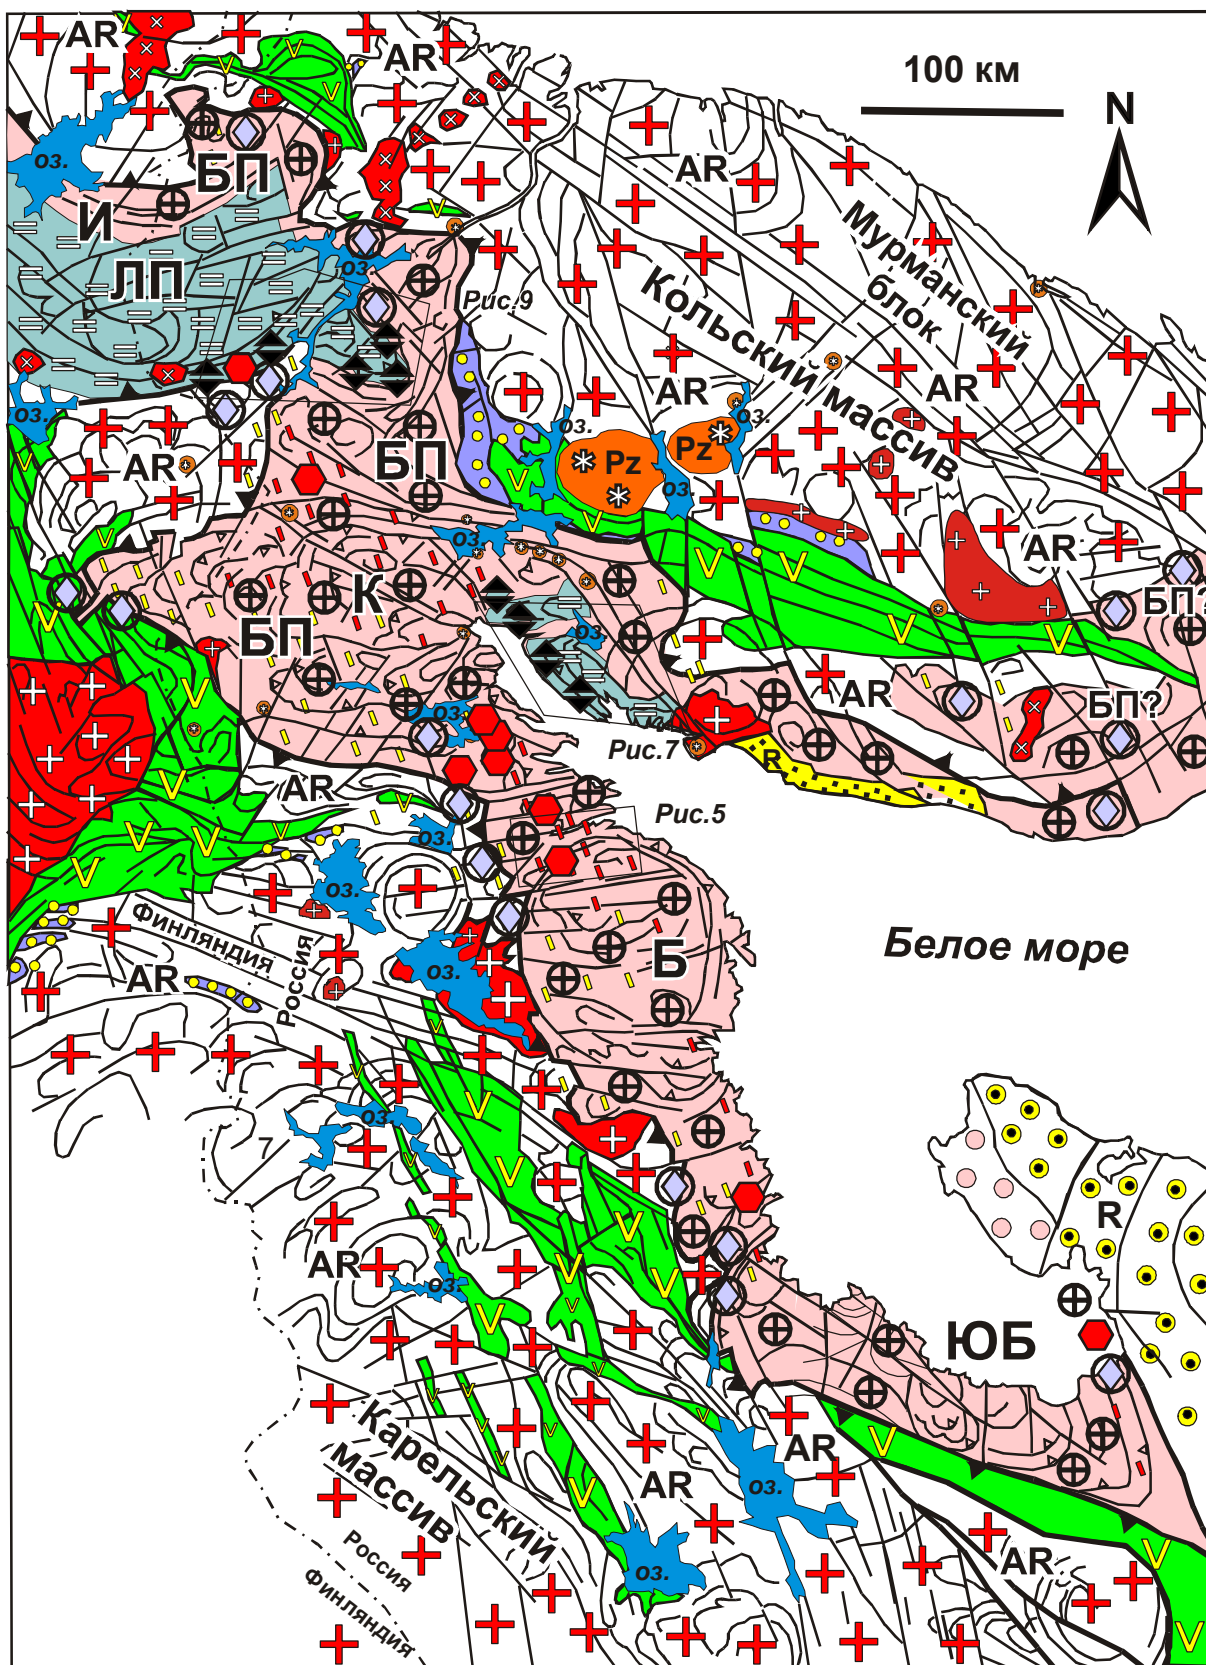 AR
AR
100 км
N
оз.
БП
AR
И
Мурманский
блок
ЛП
оз.
Рис.9
Кольский массив
AR
AR
оз.
оз.
оз.
AR
БП
Pz
Pz
оз.
оз.
AR
К
БП
БП?
оз.
AR
БП?
оз.
Рис.7
R
AR
Рис.5
оз.
оз.
Финляндия
Россия
AR
оз.
Б
Белое море
оз.
7
R
AR
оз.
ЮБ
Карельский
массив
AR
AR
оз.
Россия
Финляндия
оз.
AR